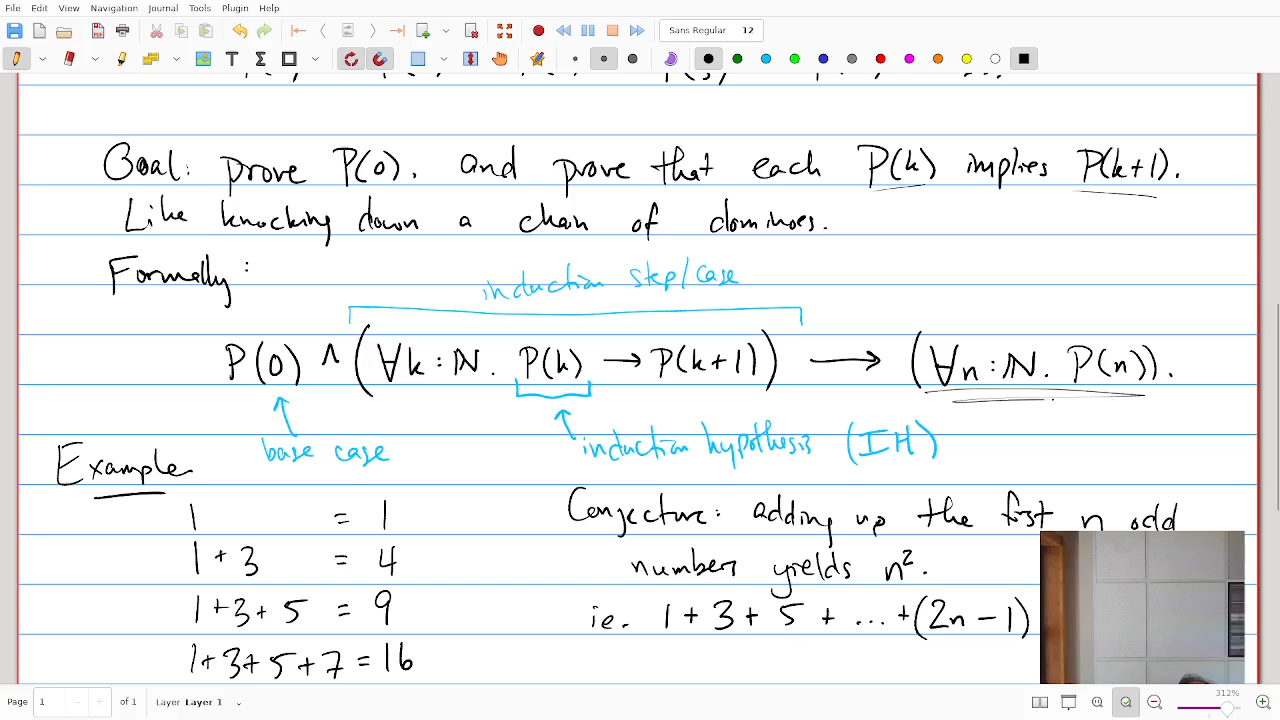 File Edit View Navigation Journal Tools Plugin Help
Sans Regular 12
Goal: prove P(0), and prove that each P(k) implies P(k+1).
Like knocking down a chain of dominoes.
Formally:
induction step/case
P(0) ∧ (∀k : ℕ. P(k) → P(k+1)) → (∀n : ℕ. P(n)).
base case
induction hypothesis (IH)
Example
1 = 1
1 + 3 = 4
1 + 3 + 5 = 9
1 + 3 + 5 + 7 = 16
Conjecture: adding up the first n odd
numbers yields n².
ie. 1 + 3 + 5 + ... + (2n - 1)
Page 1 of 1 Layer Layer 1 312%